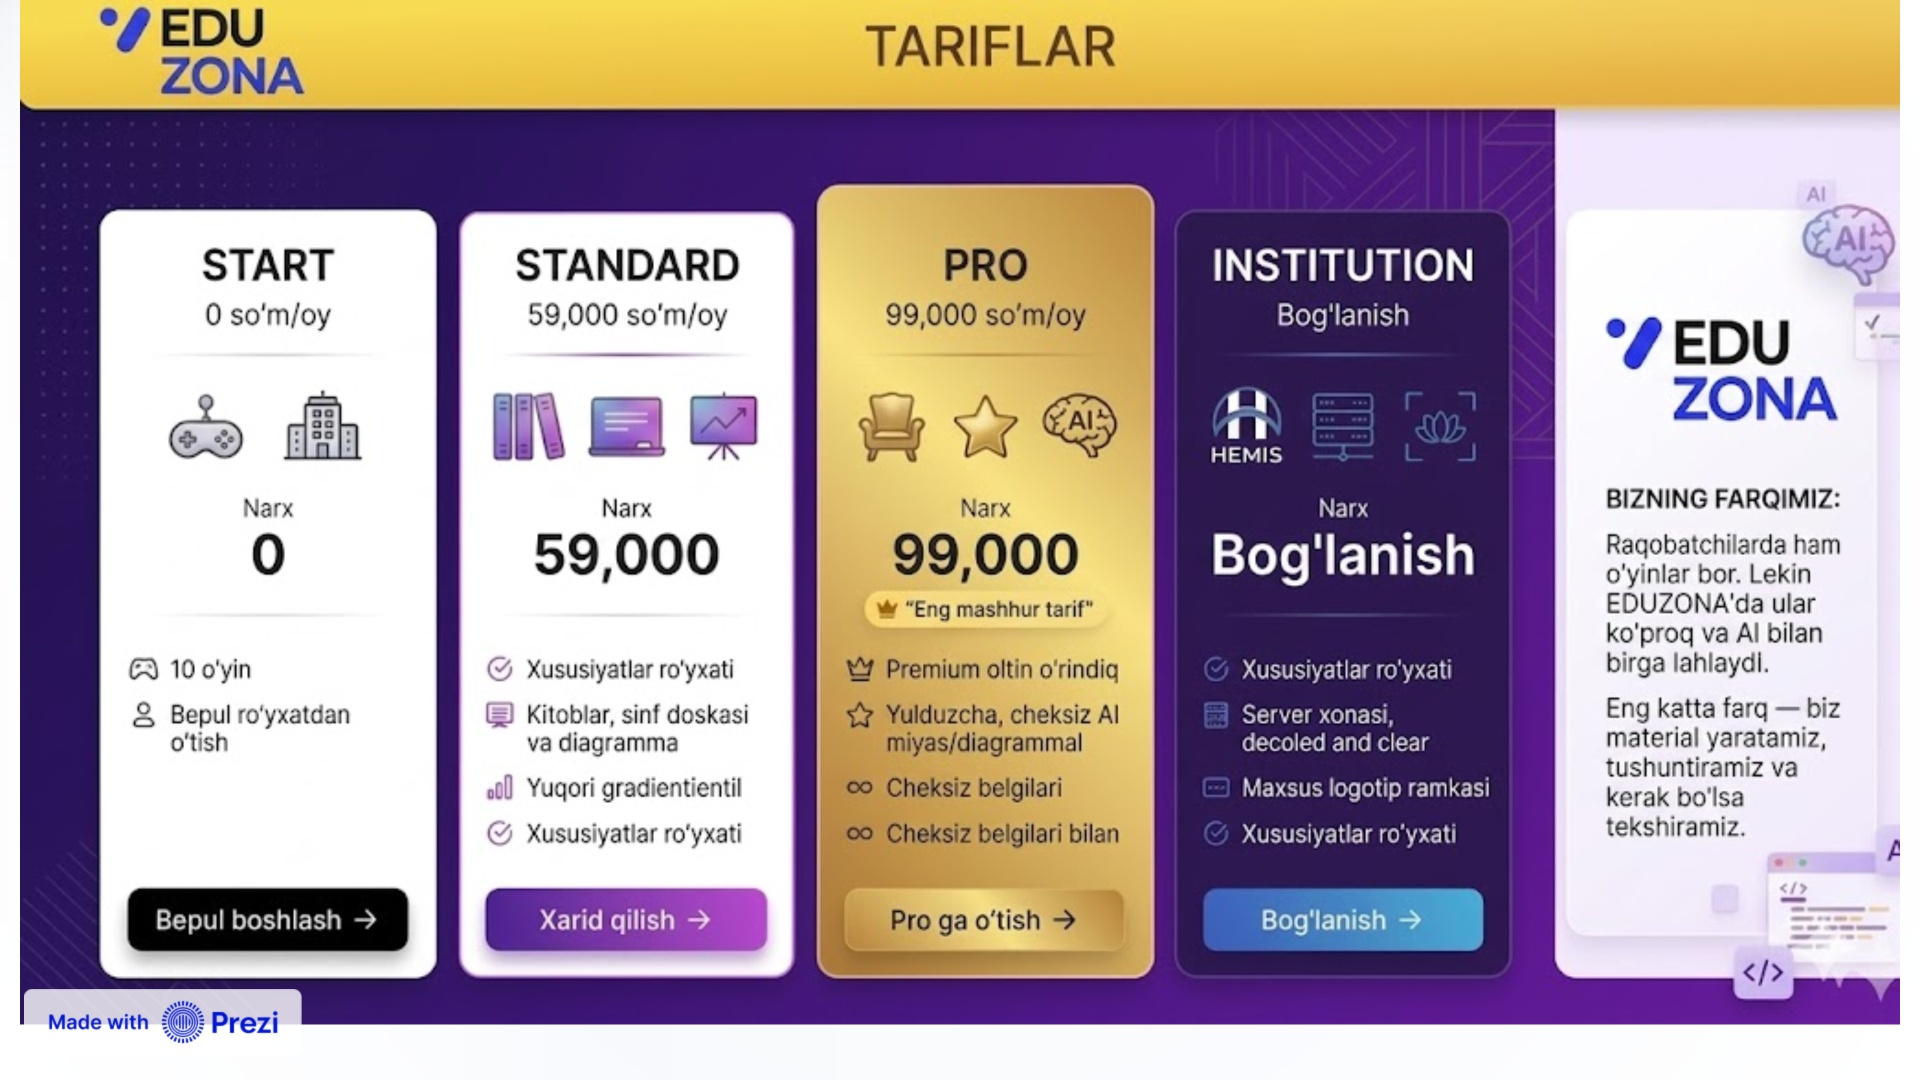 EDU
ZONA
TARIFLAR
START
0 so'm/oy
Narx
0
10 o'yin
Bepul ro'yxatdan
o'tish
Bepul boshlash →
STANDARD
59,000 so'm/oy
Narx
59,000
Xususiyatlar ro'yxati
Kitoblar, sinf doskasi
va diagramma
Yuqori gradientientil
Xususiyatlar ro'yxati
Xarid qilish →
PRO
99,000 so'm/oy
AI
Narx
99,000
"Eng mashhur tarif"
Premium oltin o'rindiq
Yulduzcha, cheksiz AI
miyas/diagrammal
Cheksiz belgilari
Cheksiz belgilari bilan
Pro ga o'tish →
INSTITUTION
Bog'lanish
HEMIS
Narx
Bog'lanish
Xususiyatlar ro'yxati
Server xonasi,
decoled and clear
Maxsus logotip ramkasi
Xususiyatlar ro'yxati
Bog'lanish →
AI
AI
EDU
ZONA
BIZNING FARQIMIZ:
Raqobatchilarda ham
o'yinlar bor. Lekin
EDUZONA'da ular
ko'proq va AI bilan
birga lahlaydl.
Eng katta farq — biz
material yaratamiz,
tushuntiramiz va
kerak bo'lsa
tekshiramiz.
</>
</>
Made with Prezi